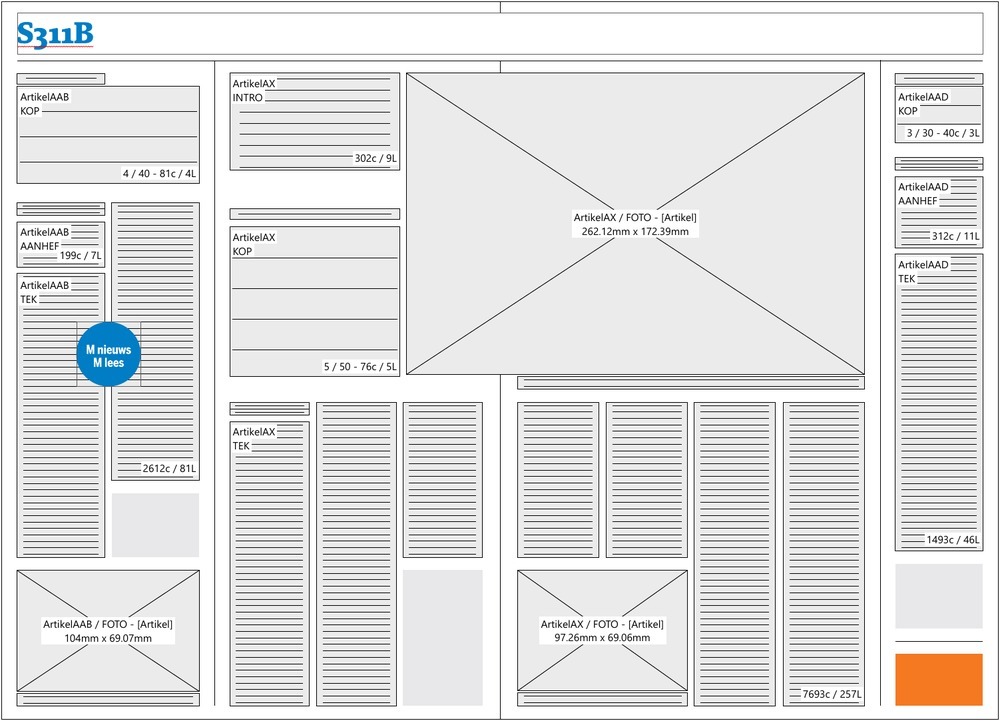 S311B
ArtikelAAB
KOP
4 / 40 - 81c / 4L
ArtikelAAB
AANHEF
199c / 7L
ArtikelAAB
TEK
M nieuws
M lees
2612c / 81L
ArtikelAAB / FOTO - [Artikel]
104mm x 69.07mm
ArtikelAX
INTRO
302c / 9L
ArtikelAX
KOP
5 / 50 - 76c / 5L
ArtikelAX / FOTO - [Artikel]
262.12mm x 172.39mm
ArtikelAX
TEK
ArtikelAX / FOTO - [Artikel]
97.26mm x 69.06mm
7693c / 257L
ArtikelAAD
KOP
3 / 30 - 40c / 3L
ArtikelAAD
AANHEF
312c / 11L
ArtikelAAD
TEK
1493c / 46L